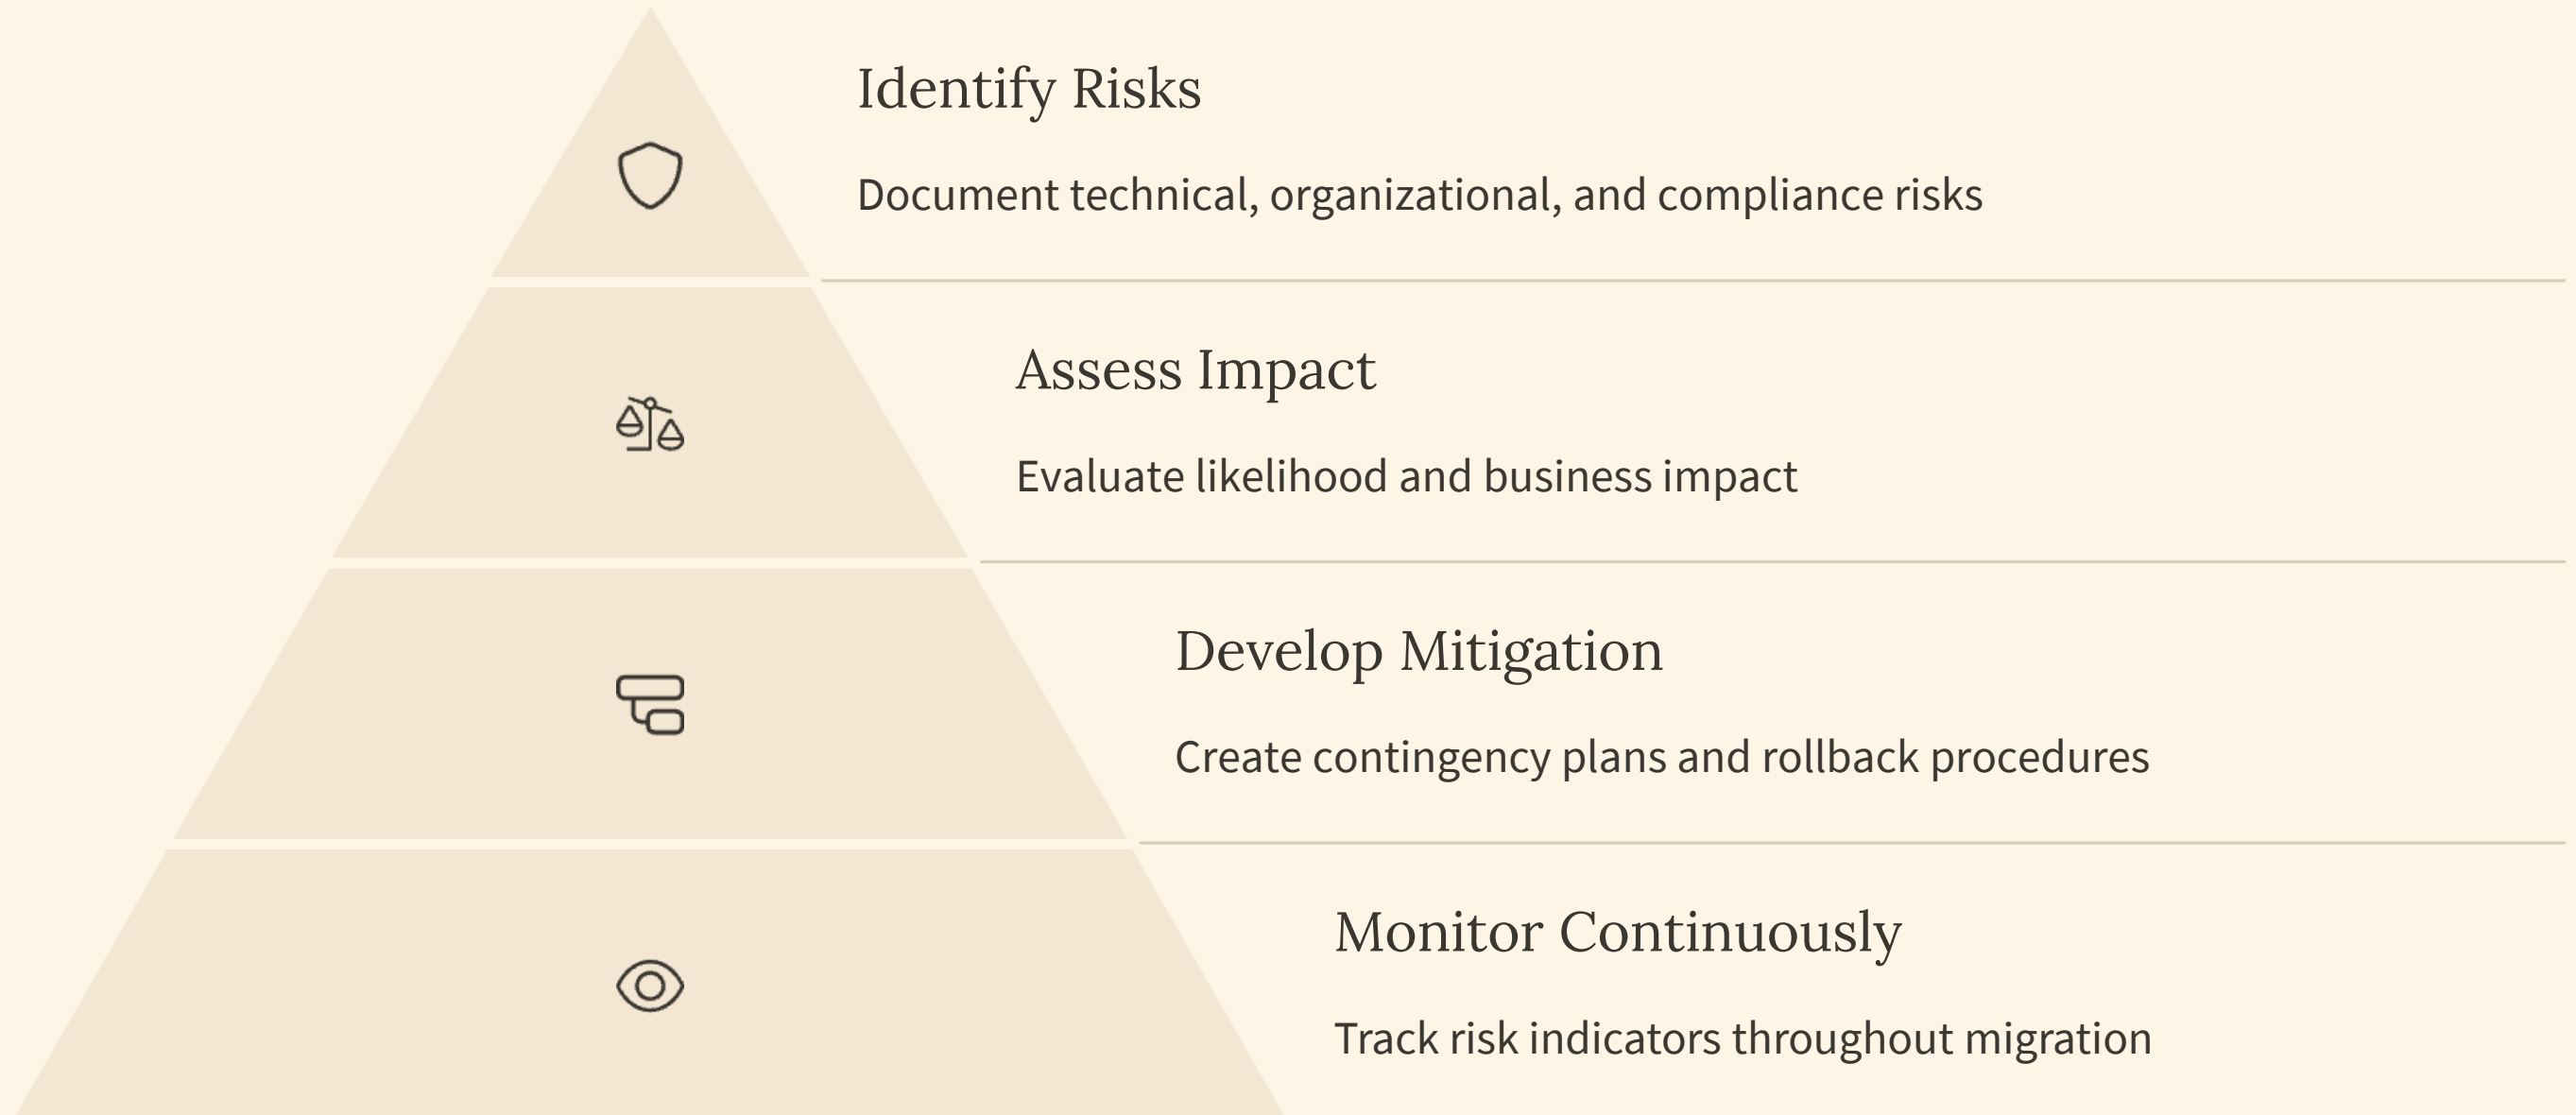 Identify Risks
Document technical, organizational, and compliance risks
Assess Impact
Evaluate likelihood and business impact
Develop Mitigation
Create contingency plans and rollback procedures
Monitor Continuously
Track risk indicators throughout migration